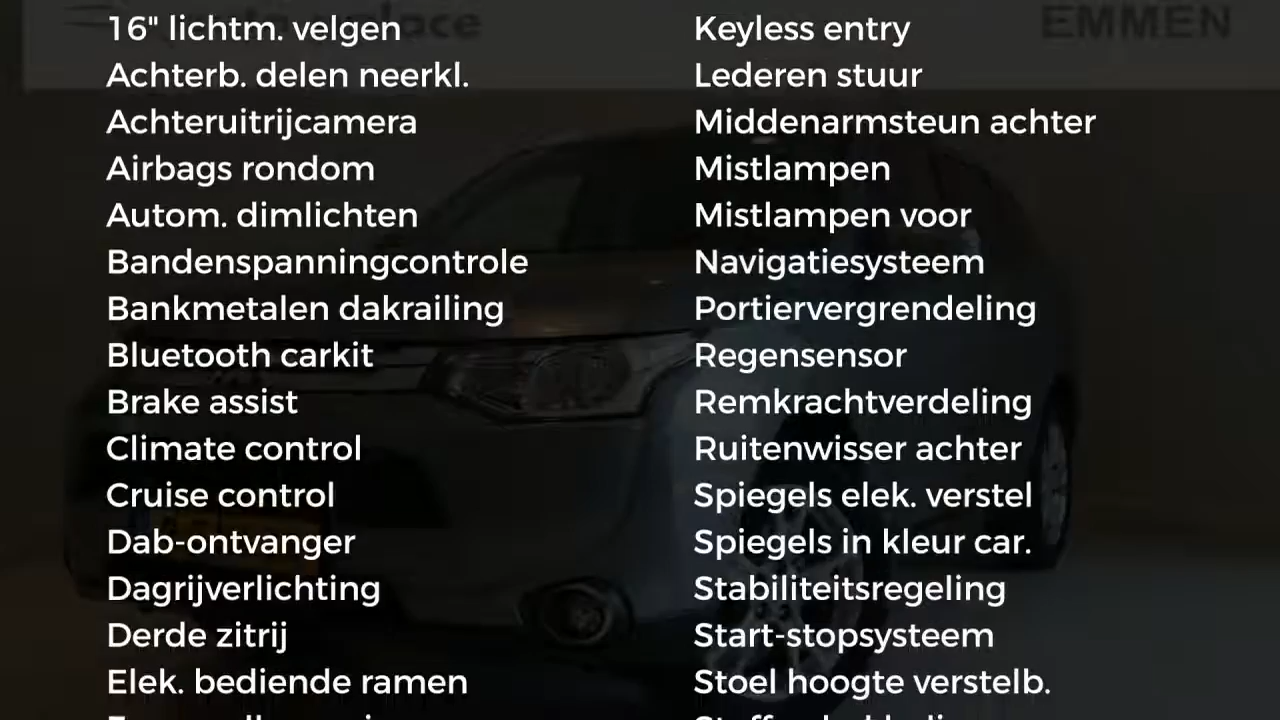 EMMEN
16" lichtm. velgen
Achterb. delen neerkl.
Achteruitrijcamera
Airbags rondom
Autom. dimlichten
Bandenspanningcontrole
Bankmetalen dakrailing
Bluetooth carkit
Brake assist
Climate control
Cruise control
Dab-ontvanger
Dagrijverlichting
Derde zitrij
Elek. bediende ramen
Keyless entry
Lederen stuur
Middenarmsteun achter
Mistlampen
Mistlampen voor
Navigatiesysteem
Portiervergrendeling
Regensensor
Remkrachtverdeling
Ruitenwisser achter
Spiegels elek. verstel
Spiegels in kleur car.
Stabiliteitsregeling
Start-stopsysteem
Stoel hoogte verstelb.